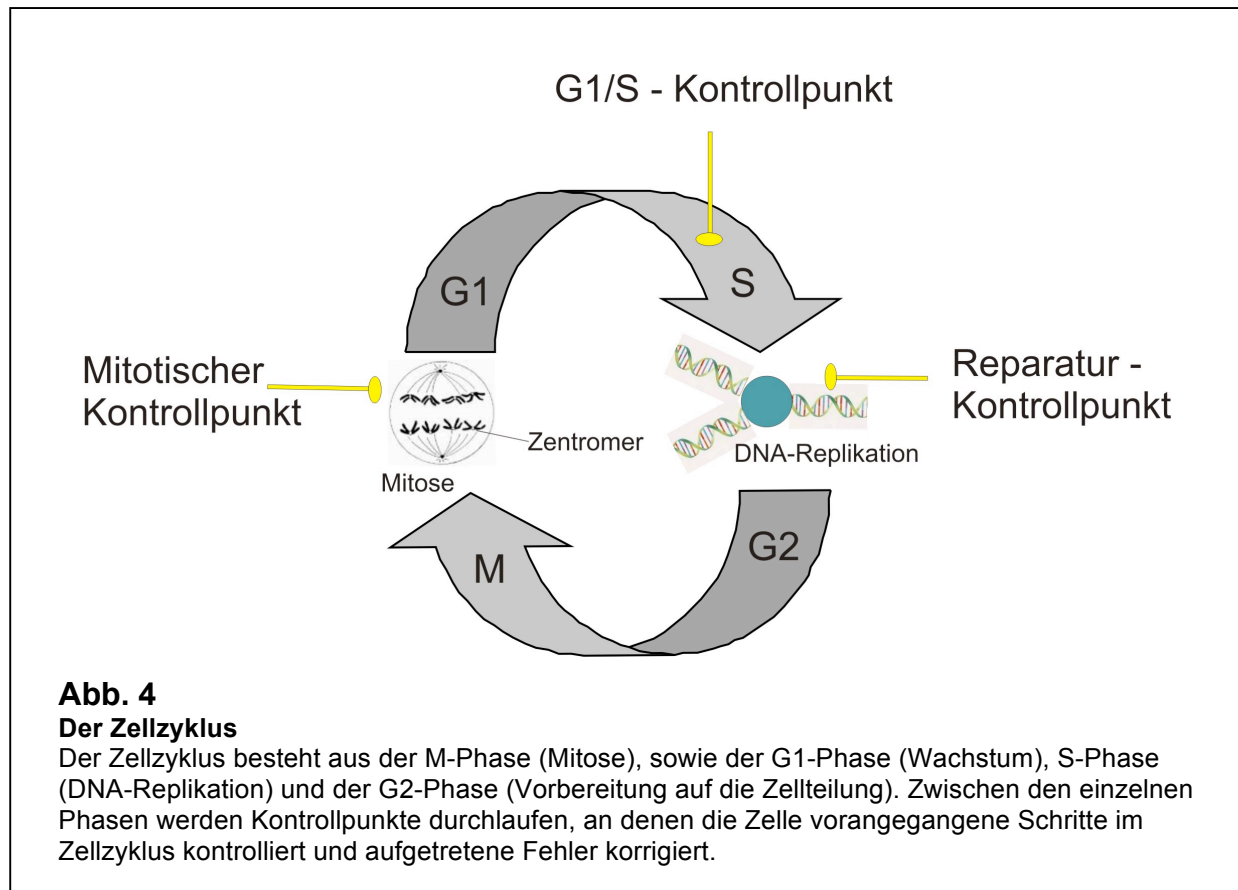 G1/S - Kontrollpunkt
G1
S
Mitotischer
Kontrollpunkt
Reparatur -
Kontrollpunkt
Zentromer
DNA-Replikation
Mitose
G2
M
Abb. 4
Der Zellzyklus
Der Zellzyklus besteht aus der M-Phase (Mitose), sowie der G1-Phase (Wachstum), S-Phase
(DNA-Replikation) und der G2-Phase (Vorbereitung auf die Zellteilung). Zwischen den einzelnen
Phasen werden Kontrollpunkte durchlaufen, an denen die Zelle vorangegangene Schritte im
Zellzyklus kontrolliert und aufgetretene Fehler korrigiert.